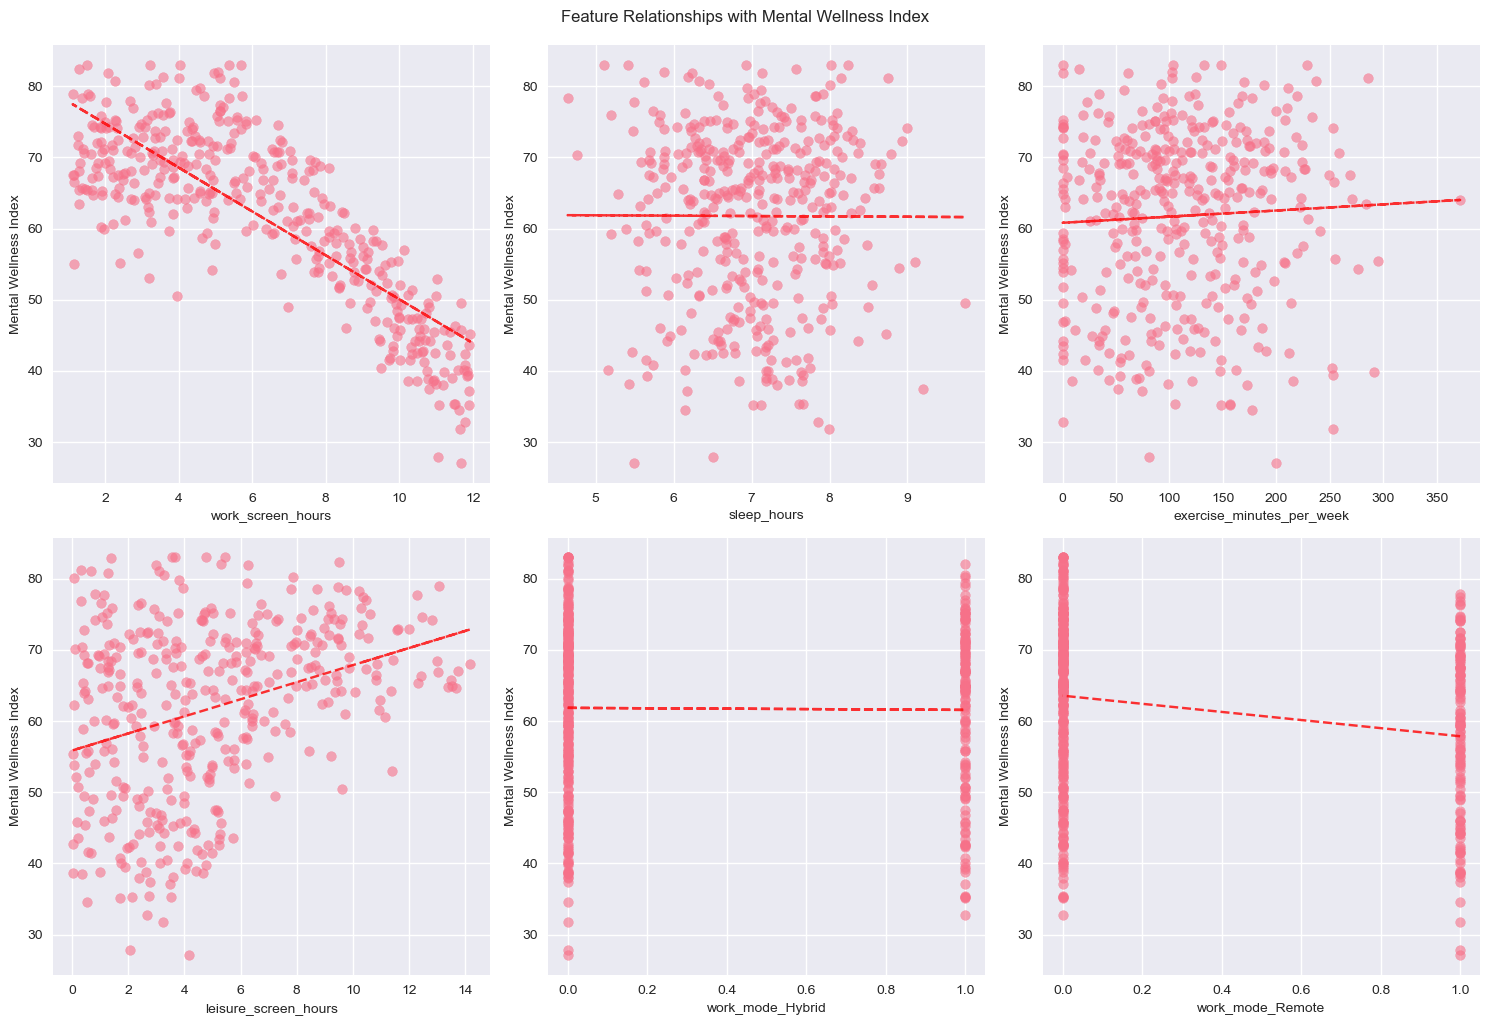 Feature Relationships with Mental Wellness Index
Mental Wellness Index
80
70
60
50
40
30
2 4 6 8 10 12
work_screen_hours
Mental Wellness Index
80
70
60
50
40
30
5 6 7 8 9
sleep_hours
Mental Wellness Index
80
70
60
50
40
30
0 50 100 150 200 250 300 350
exercise_minutes_per_week
Mental Wellness Index
80
70
60
50
40
30
0 2 4 6 8 10 12 14
leisure_screen_hours
Mental Wellness Index
80
70
60
50
40
30
0.0 0.2 0.4 0.6 0.8 1.0
work_mode_Hybrid
Mental Wellness Index
80
70
60
50
40
30
0.0 0.2 0.4 0.6 0.8 1.0
work_mode_Remote